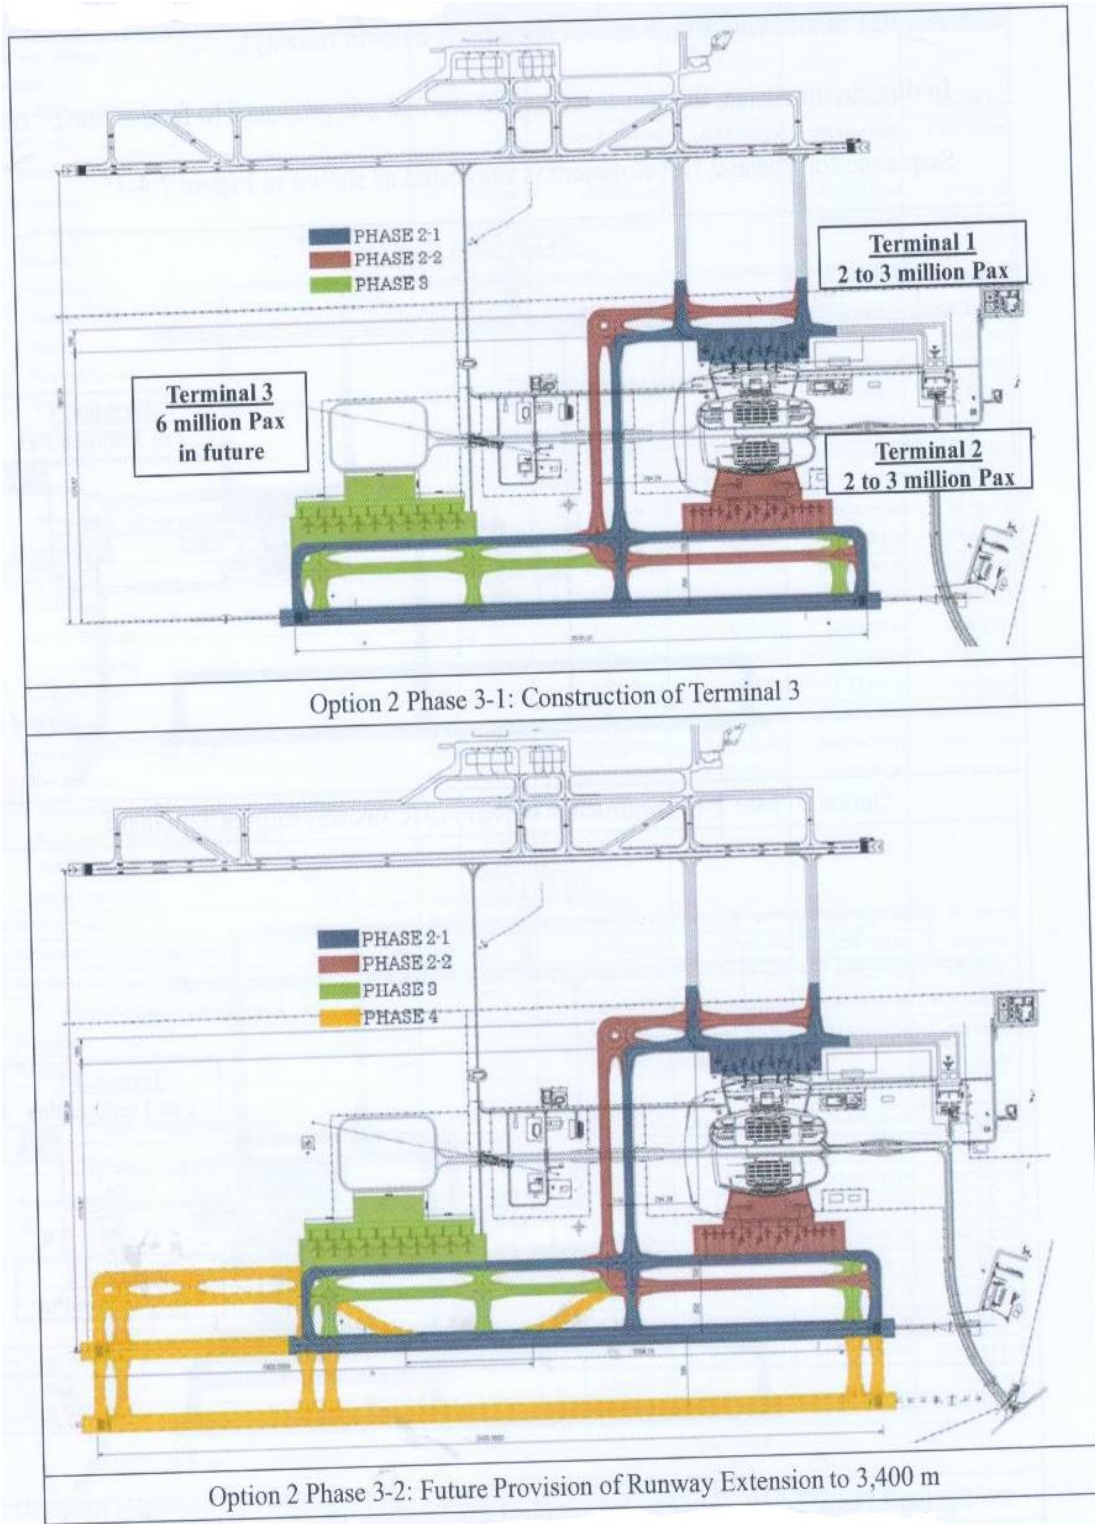 PHASE 2-1
PHASE 2-2
PHASE 3
Terminal 1
2 to 3 million Pax
Terminal 3
6 million Pax
in future
Terminal 2
2 to 3 million Pax
Option 2 Phase 3-1: Construction of Terminal 3
PHASE 2-1
PHASE 2-2
PHASE 3
PHASE 4
Option 2 Phase 3-2: Future Provision of Runway Extension to 3,400 m